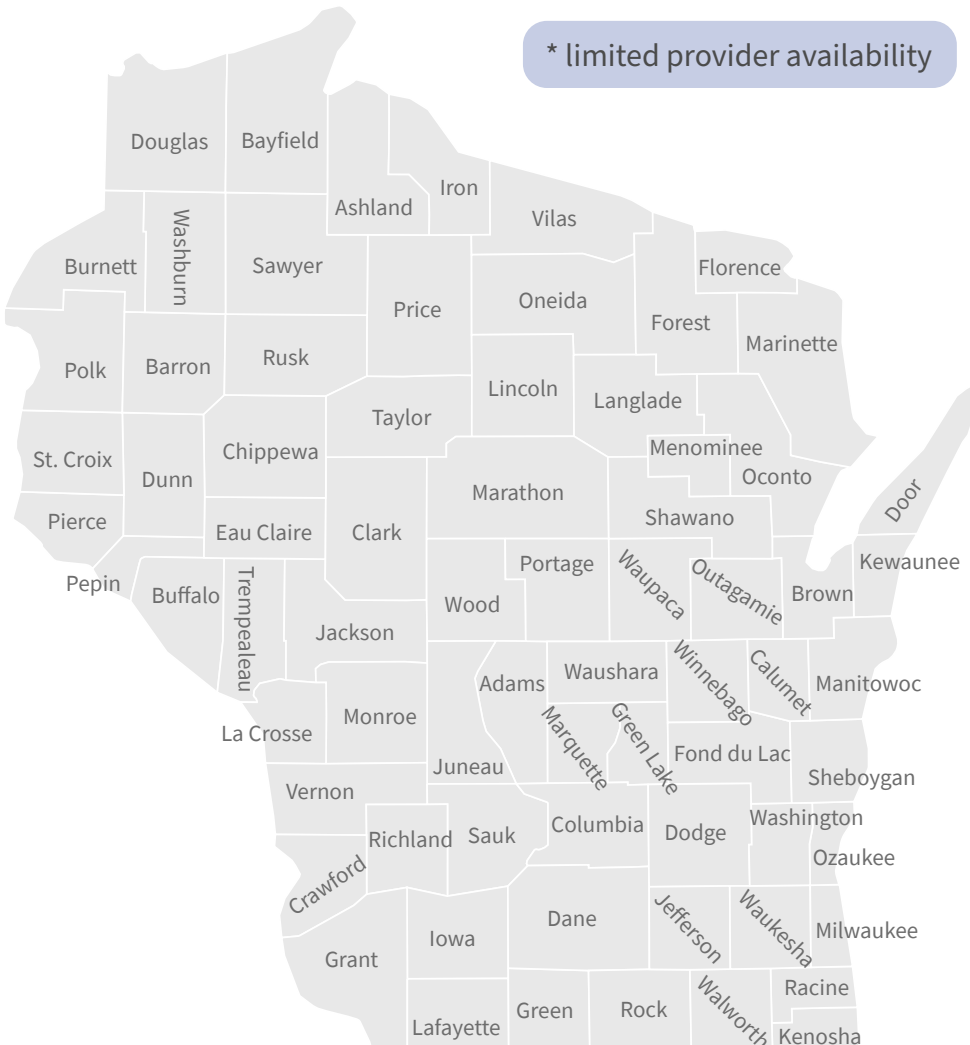 * limited provider availability
Douglas
Bayfield
Ashland
Iron
Vilas
Burnett
Washburn
Sawyer
Price
Oneida
Florence
Forest
Marinette
Polk
Barron
Rusk
Lincoln
Langlade
Taylor
St. Croix
Dunn
Chippewa
Marathon
Menominee
Oconto
Door
Pierce
Eau Claire
Clark
Shawano
Pepin
Buffalo
Trempealeau
Jackson
Wood
Portage
Waupaca
Outagamie
Brown
Kewaunee
La Crosse
Monroe
Juneau
Adams
Waushara
Marquette
Green Lake
Winnebago
Calumet
Manitowoc
Fond du Lac
Sheboygan
Vernon
Richland
Sauk
Columbia
Dodge
Washington
Ozaukee
Crawford
Grant
Iowa
Dane
Jefferson
Waukesha
Milwaukee
Lafayette
Green
Rock
Walworth
Racine
Kenosha